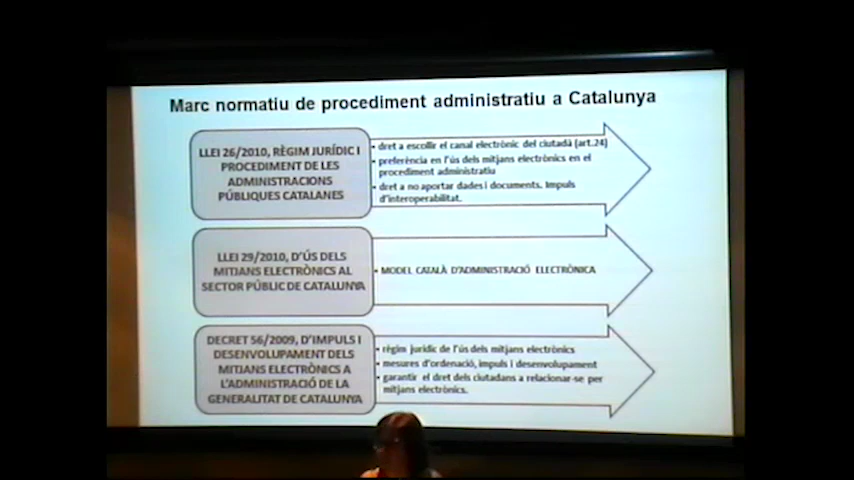 Marc normatiu de procediment administratiu a Catalunya
LLEI 26/2010, RÈGIM JURÍDIC I
PROCEDIMENT DE LES
ADMINISTRACIONS
PÚBLIQUES CATALANES
• dret a escollir el canal electrònic del ciutadà (art.24)
• preferència en l'ús dels mitjans electrònics en el
procediment administratiu
• dret a no aportar dades i documents. Impuls
d'interoperabilitat.
LLEI 29/2010, D'ÚS DELS
MITJANS ELECTRÒNICS AL
SECTOR PÚBLIC DE CATALUNYA
• MODEL CATALÀ D'ADMINISTRACIÓ ELECTRÒNICA
DECRET 56/2009, D'IMPULS I
DESENVOLUPAMENT DELS
MITJANS ELECTRÒNICS A
L'ADMINISTRACIÓ DE LA
GENERALITAT DE CATALUNYA
• règim jurídic de l'ús dels mitjans electrònics
• mesures d'ordenació, impuls i desenvolupament
• garantir el dret dels ciutadans a relacionar-se per
mitjans electrònics.